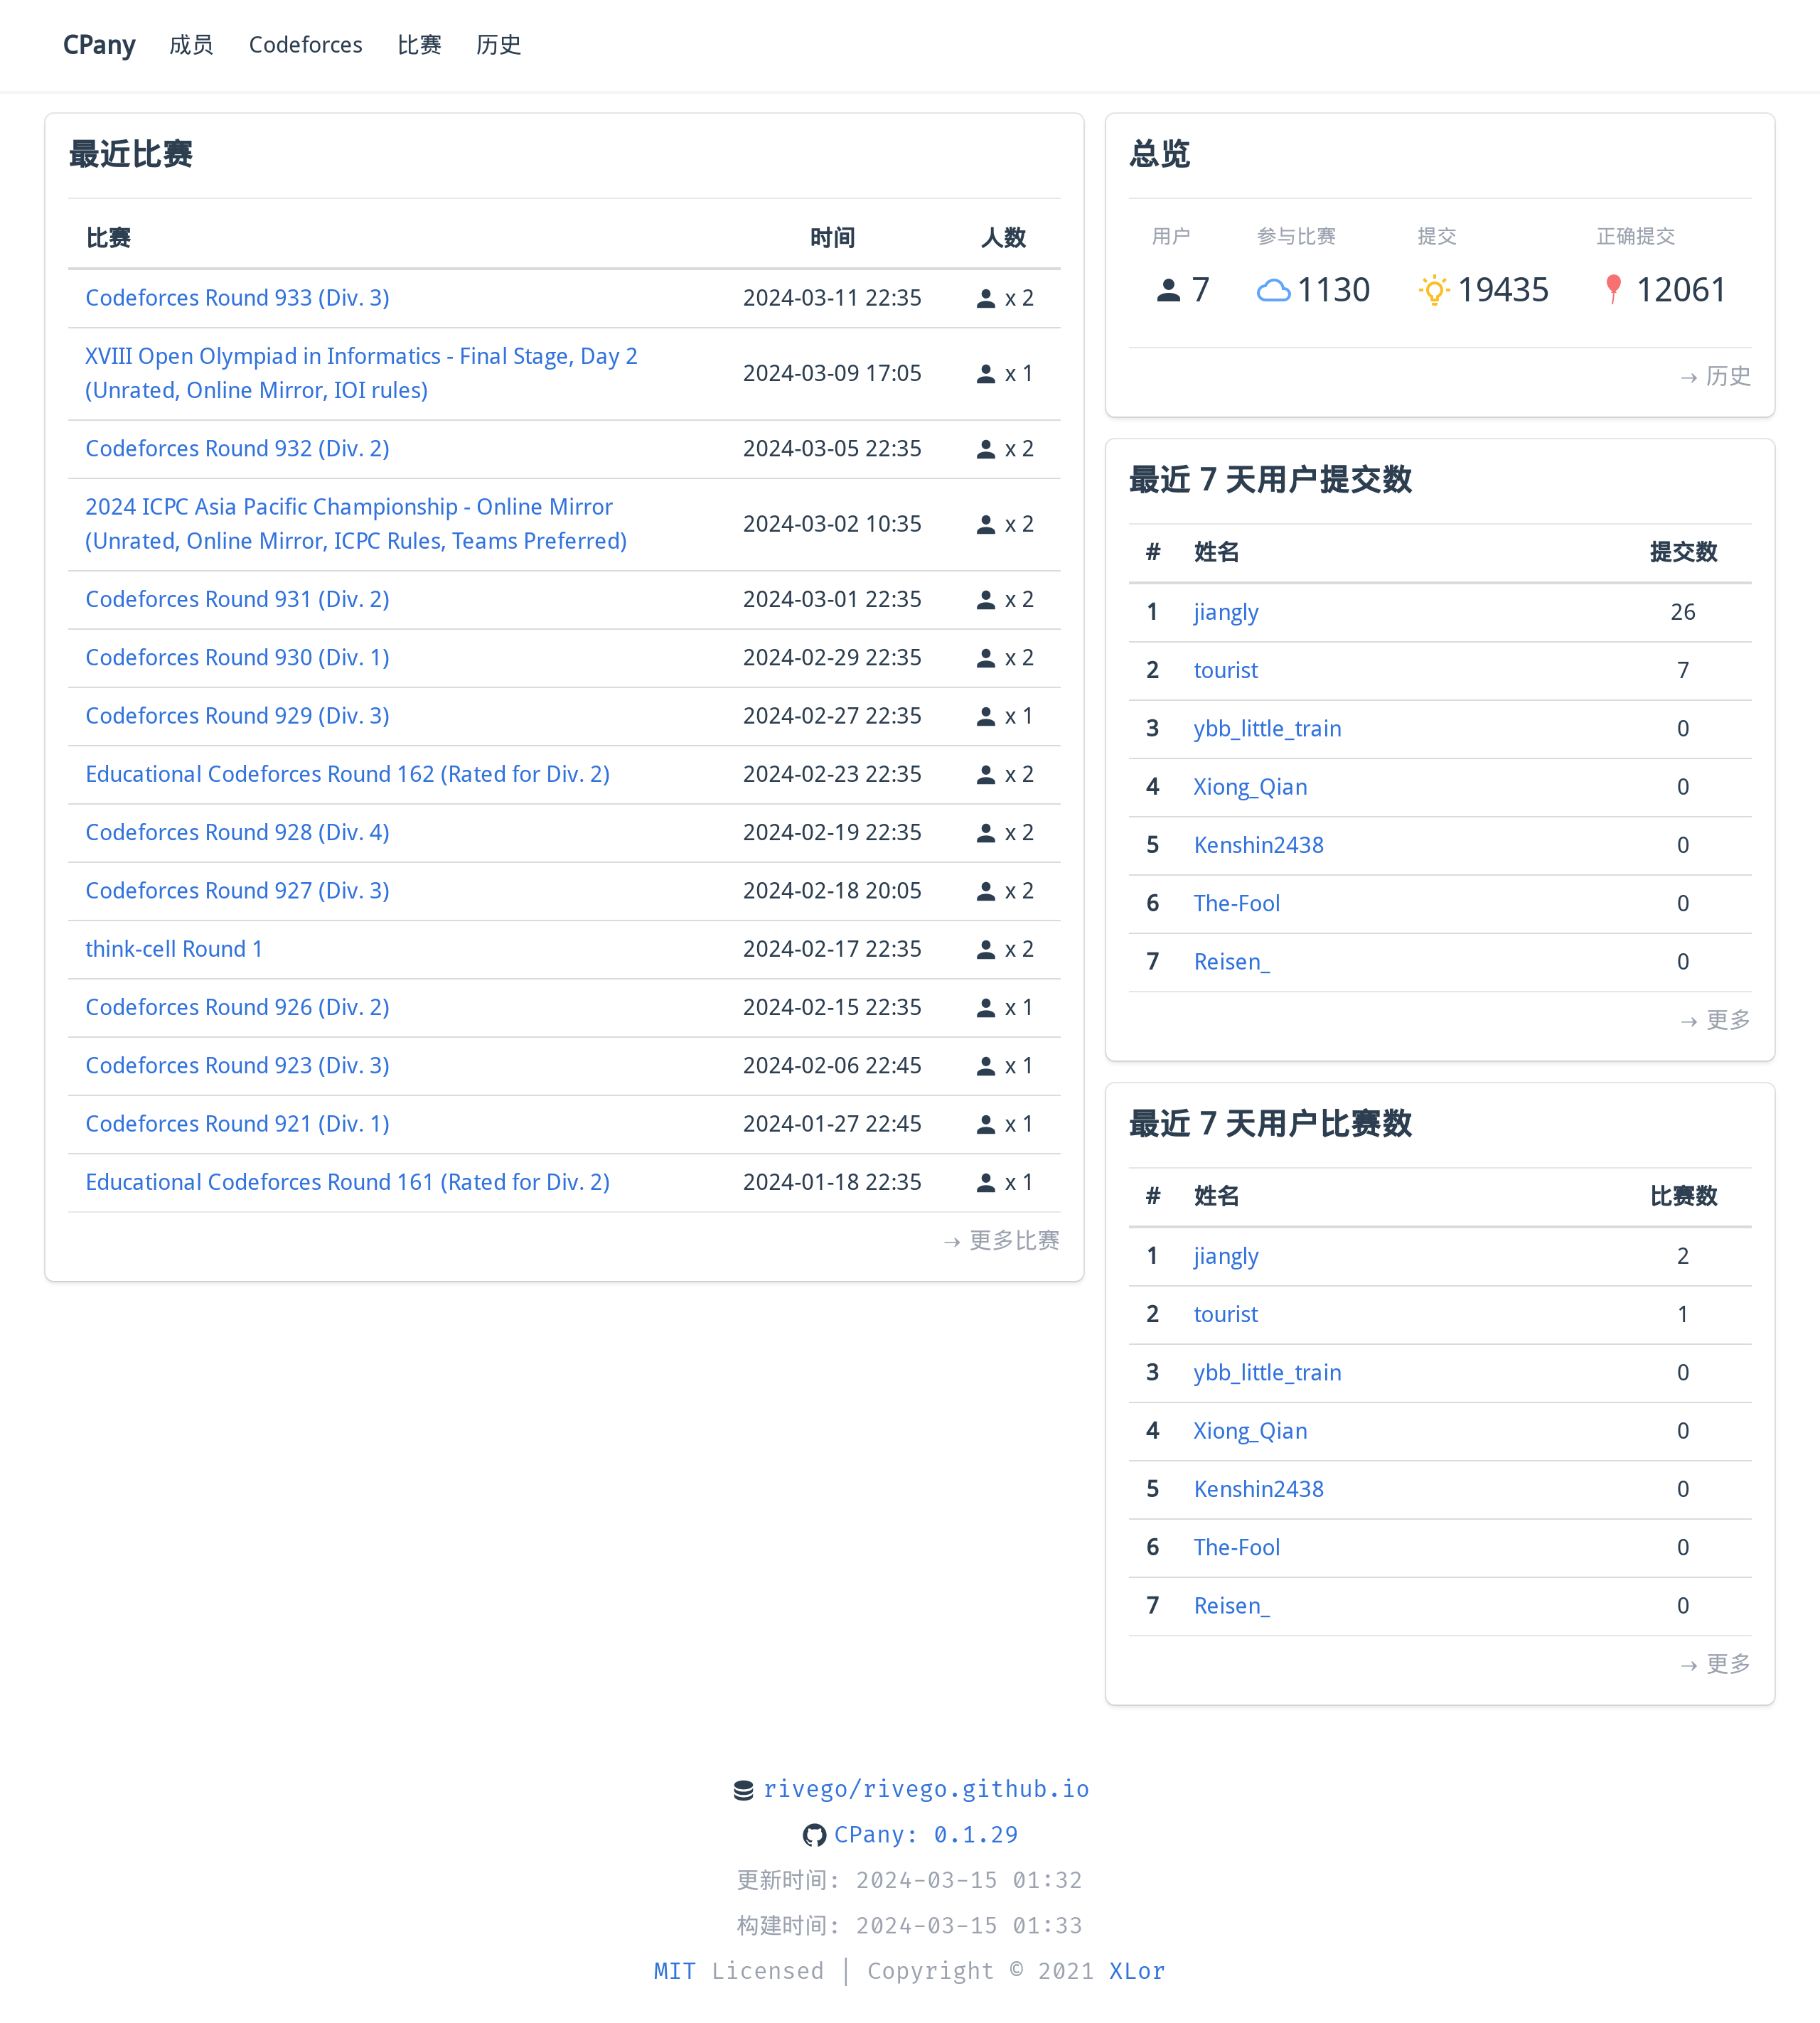 CPany 成员 Codeforces 比赛 历史
最近比赛
比赛 时间 人数
Codeforces Round 933 (Div. 3) 2024-03-11 22:35 x 2
XVIII Open Olympiad in Informatics - Final Stage, Day 2
(Unrated, Online Mirror, IOI rules) 2024-03-09 17:05 x 1
Codeforces Round 932 (Div. 2) 2024-03-05 22:35 x 2
2024 ICPC Asia Pacific Championship - Online Mirror
(Unrated, Online Mirror, ICPC Rules, Teams Preferred) 2024-03-02 10:35 x 2
Codeforces Round 931 (Div. 2) 2024-03-01 22:35 x 2
Codeforces Round 930 (Div. 1) 2024-02-29 22:35 x 2
Codeforces Round 929 (Div. 3) 2024-02-27 22:35 x 1
Educational Codeforces Round 162 (Rated for Div. 2) 2024-02-23 22:35 x 2
Codeforces Round 928 (Div. 4) 2024-02-19 22:35 x 2
Codeforces Round 927 (Div. 3) 2024-02-18 20:05 x 2
think-cell Round 1 2024-02-17 22:35 x 2
Codeforces Round 926 (Div. 2) 2024-02-15 22:35 x 1
Codeforces Round 923 (Div. 3) 2024-02-06 22:45 x 1
Codeforces Round 921 (Div. 1) 2024-01-27 22:45 x 1
Educational Codeforces Round 161 (Rated for Div. 2) 2024-01-18 22:35 x 1
→ 更多比赛
总览
用户 参与比赛 提交 正确提交
7 1130 19435 12061
→ 历史
最近 7 天用户提交数
# 姓名 提交数
1 jiangly 26
2 tourist 7
3 ybb_little_train 0
4 Xiong_Qian 0
5 Kenshin2438 0
6 The-Fool 0
7 Reisen_ 0
→ 更多
最近 7 天用户比赛数
# 姓名 比赛数
1 jiangly 2
2 tourist 1
3 ybb_little_train 0
4 Xiong_Qian 0
5 Kenshin2438 0
6 The-Fool 0
7 Reisen_ 0
→ 更多
rivego/rivego.github.io
CPany: 0.1.29
更新时间: 2024-03-15 01:32
构建时间: 2024-03-15 01:33
MIT Licensed | Copyright © 2021 XLor